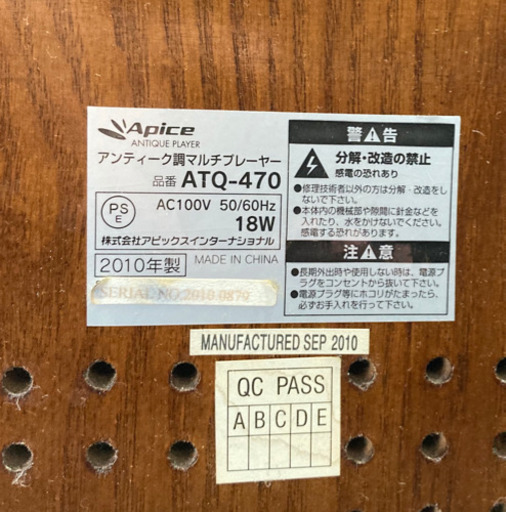 Apice
ANTIQUE PLAYER
アンティーク調マルチプレーヤー
品番 ATQ-470
PS
E
AC100V 50/60Hz
18W
株式会社アピックスインターナショナル
2010年製
MADE IN CHINA
SERIAL NO.2010 0879
警告
分解・改造の禁止
感電の恐れあり
●修理技術者以外の方は分解・改造をし
ないで下さい。
●本体内の機械部や隙間に針金などを
入れたり、水をかけないでください。
感電する恐れがあります。
注意
●長期外出時や使用しない時は、電源プ
ラグをコンセントから抜いて下さい。
●電源プラグ等にホコリがたまったら、
必ずお手入れを行って下さい。
MANUFACTURED SEP 2010
QC PASS
A B C D E